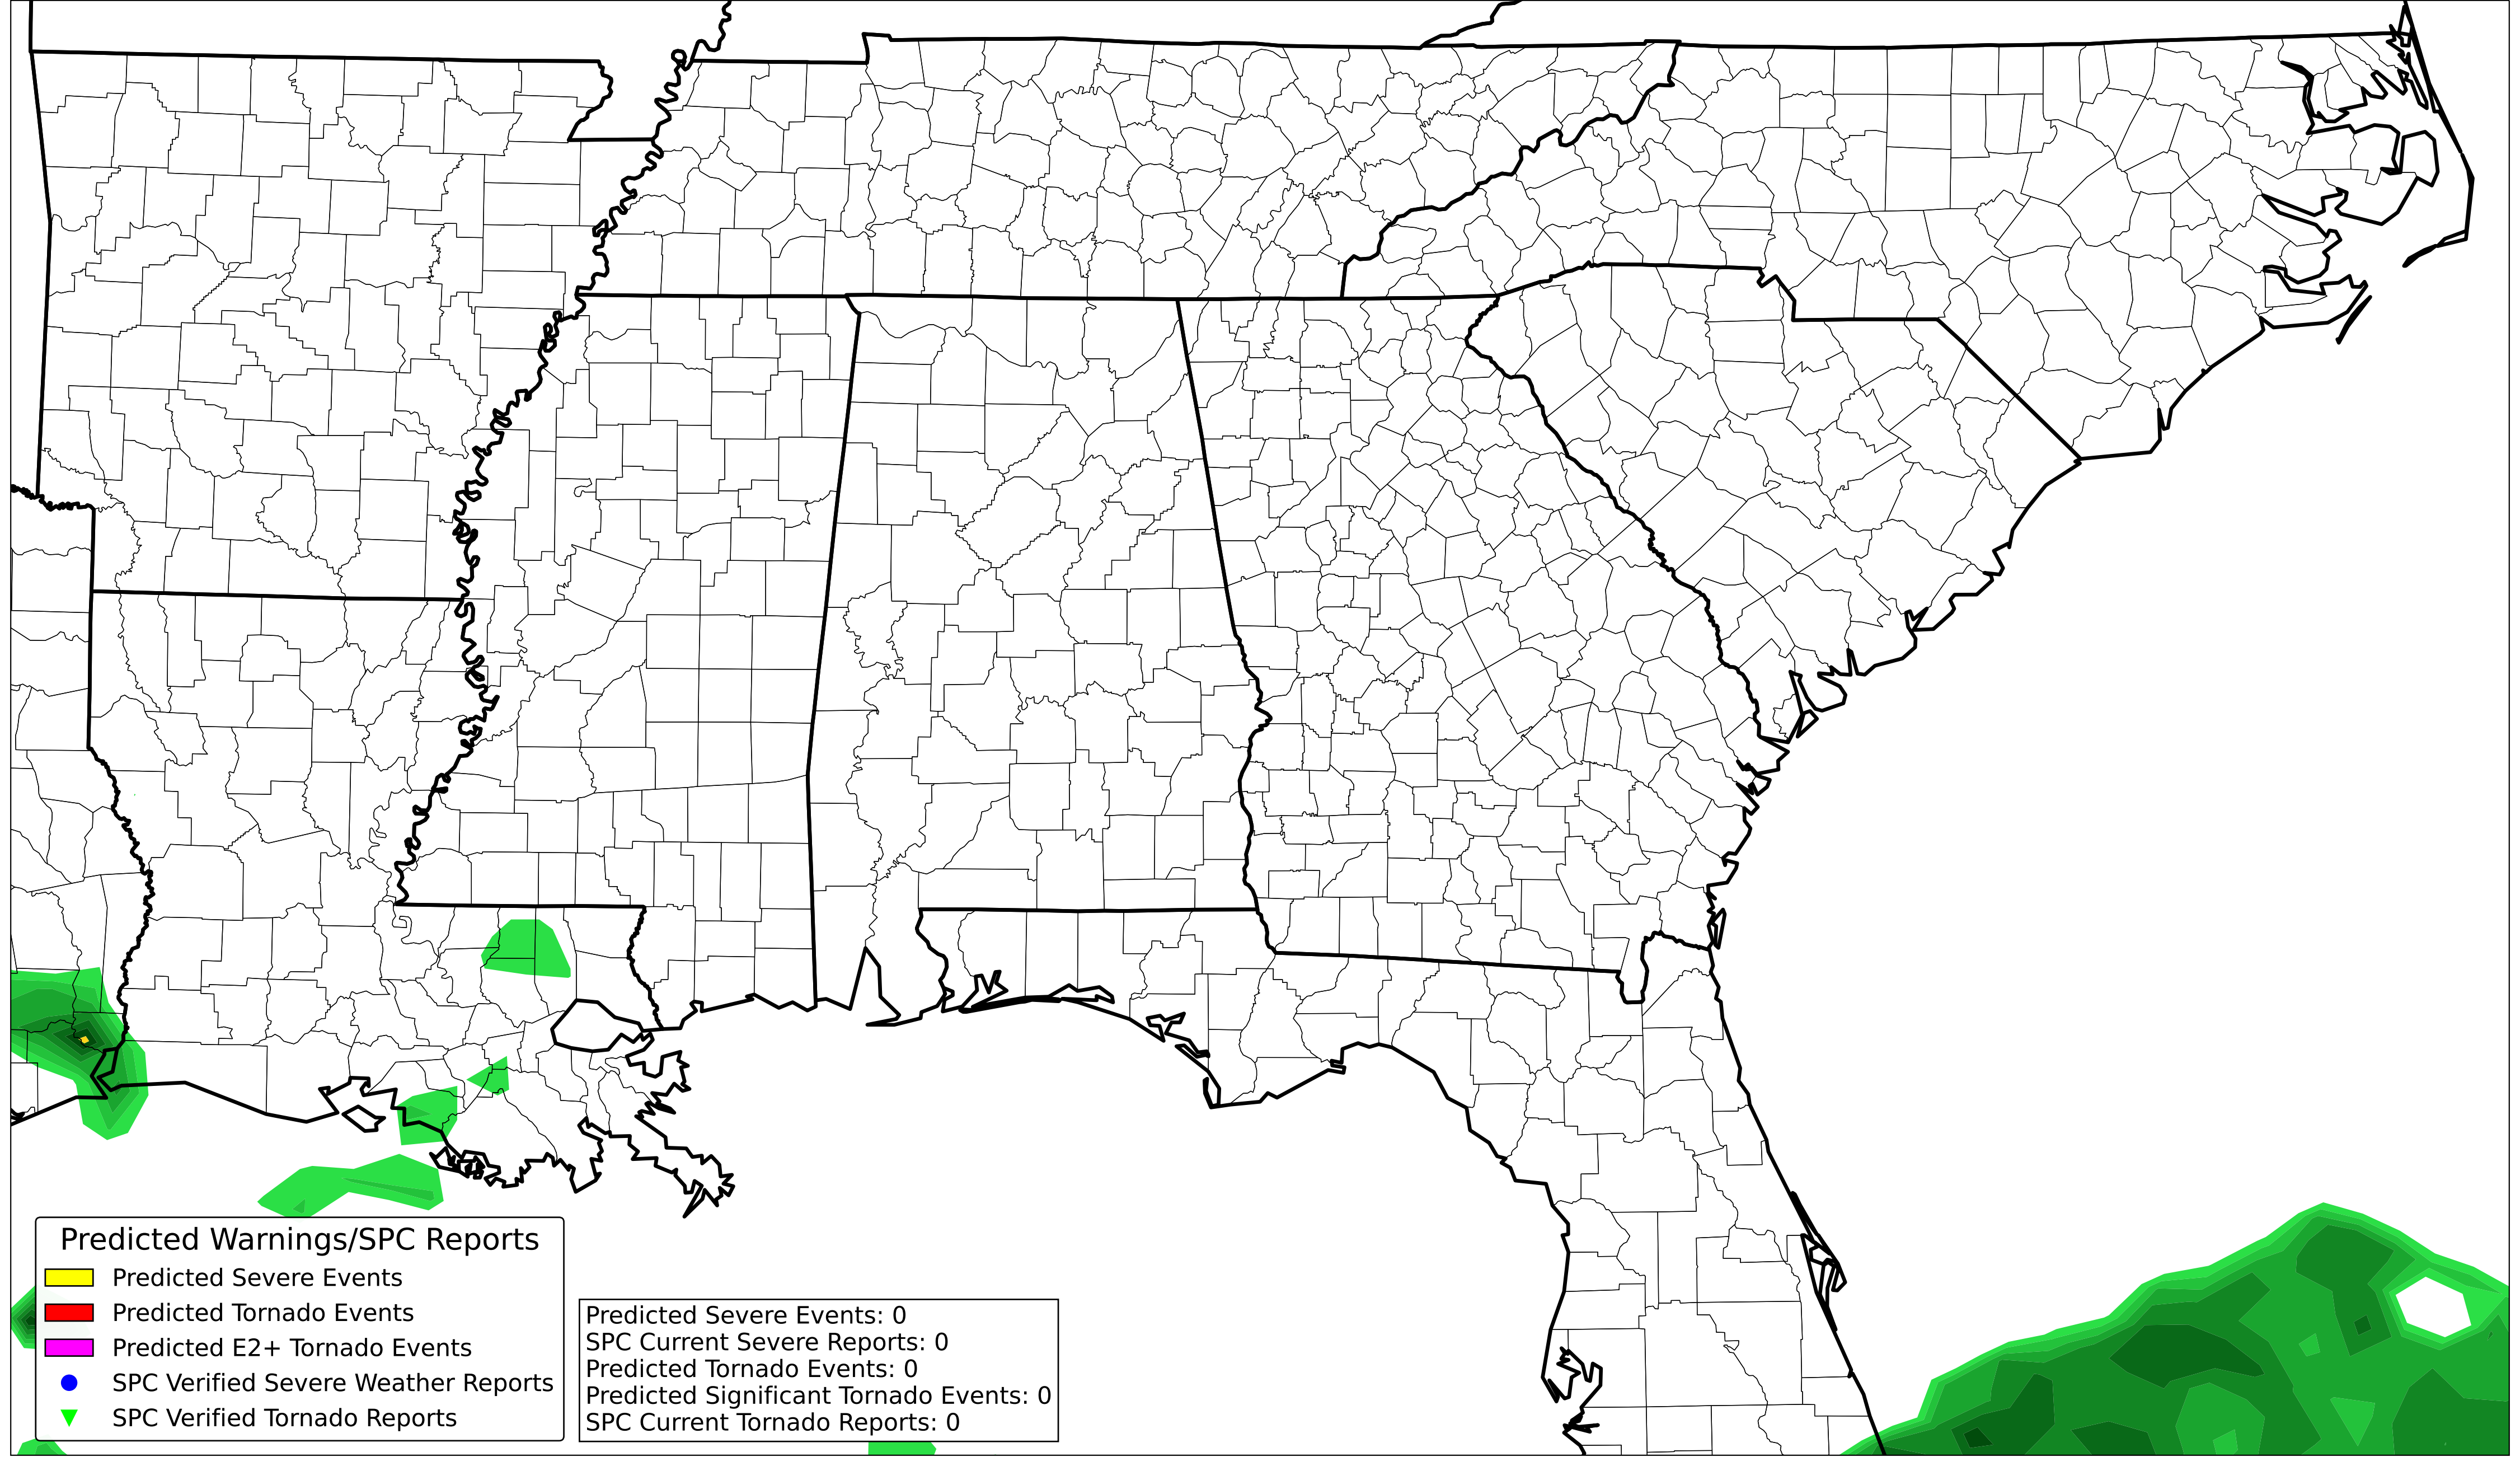 Predicted Warnings/SPC Reports
Predicted Severe Events
Predicted Tornado Events
Predicted E2+ Tornado Events
SPC Verified Severe Weather Reports
SPC Verified Tornado Reports
Predicted Severe Events: 0
SPC Current Severe Reports: 0
Predicted Tornado Events: 0
Predicted Significant Tornado Events: 0
SPC Current Tornado Reports: 0